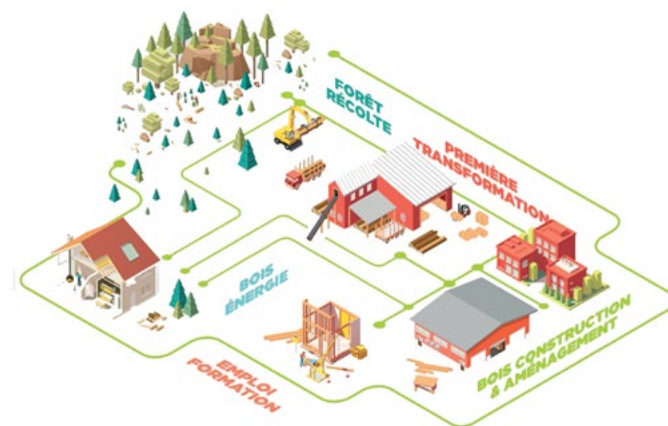 FORÊT
RÉCOLTE
PREMIÈRE
TRANSFORMATION
BOIS
ÉNERGIE
BOIS CONSTRUCTION
& AMÉNAGEMENT
EMPLOI
FORMATION